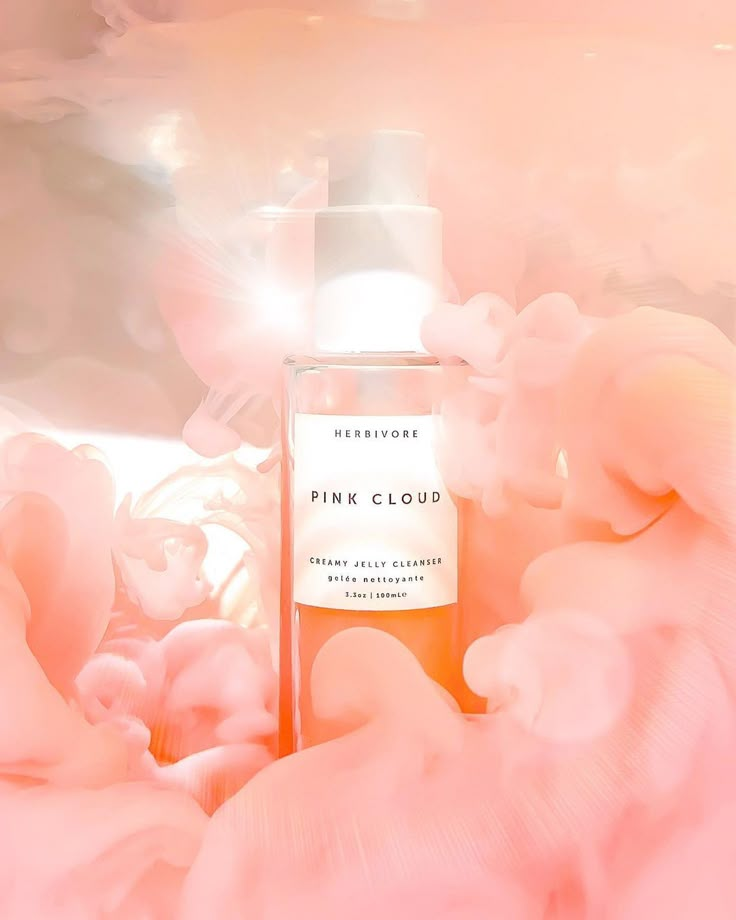 HERBIVORE
PINK CLOUD
CREAMY JELLY CLEANSER
gelée nettoyante
3.3oz | 100mLe